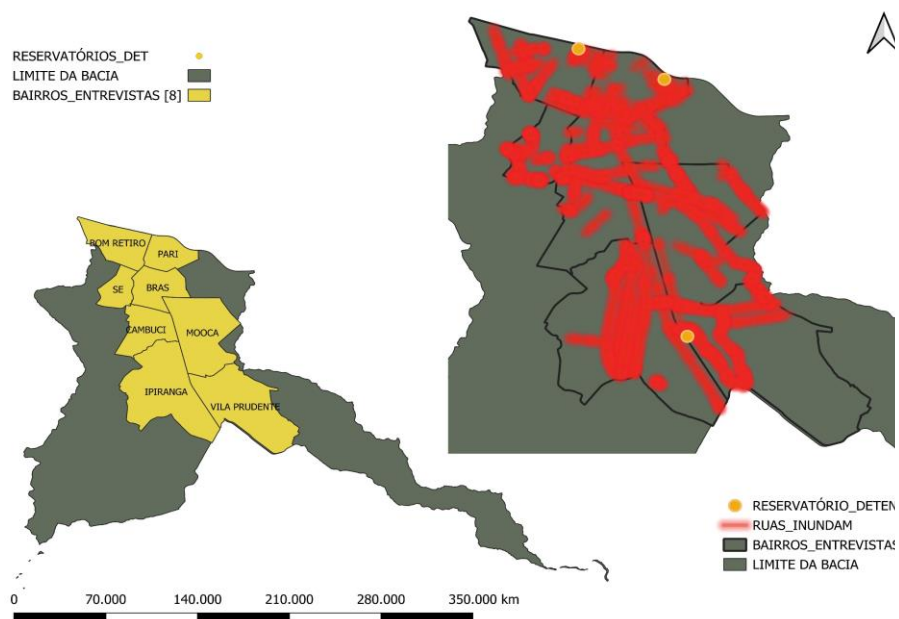 RESERVATÓRIOS_DET
LIMITE DA BACIA
BAIRROS_ENTREVISTAS [8]
BOM RETIRO
PARI
SE
BRAS
CAMBUCI
MOOCA
IPIRANGA
VILA PRUDENTE
RESERVATÓRIO_DETEN
RUAS_INUNDAM
BAIRROS_ENTREVISTAS
LIMITE DA BACIA
0 70.000 140.000 210.000 280.000 350.000 km